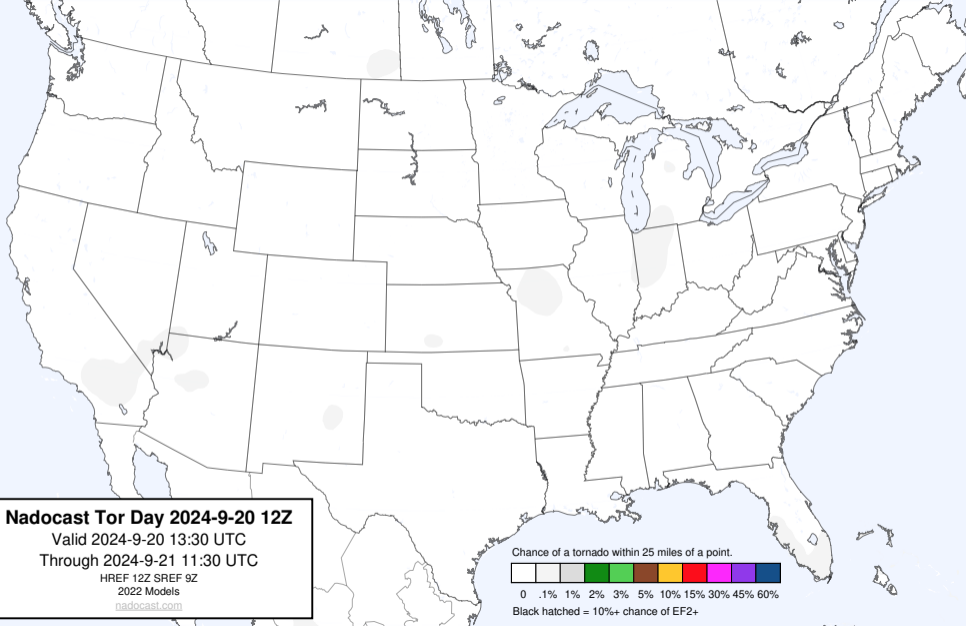 Nadocast Tor Day 2024-9-20 12Z
Valid 2024-9-20 13:30 UTC
Through 2024-9-21 11:30 UTC
HREF 12Z SREF 9Z
2022 Models
nadocast.com
Chance of a tornado within 25 miles of a point.
0 .1% 1% 2% 3% 5% 10% 15% 30% 45% 60%
Black hatched = 10%+ chance of EF2+